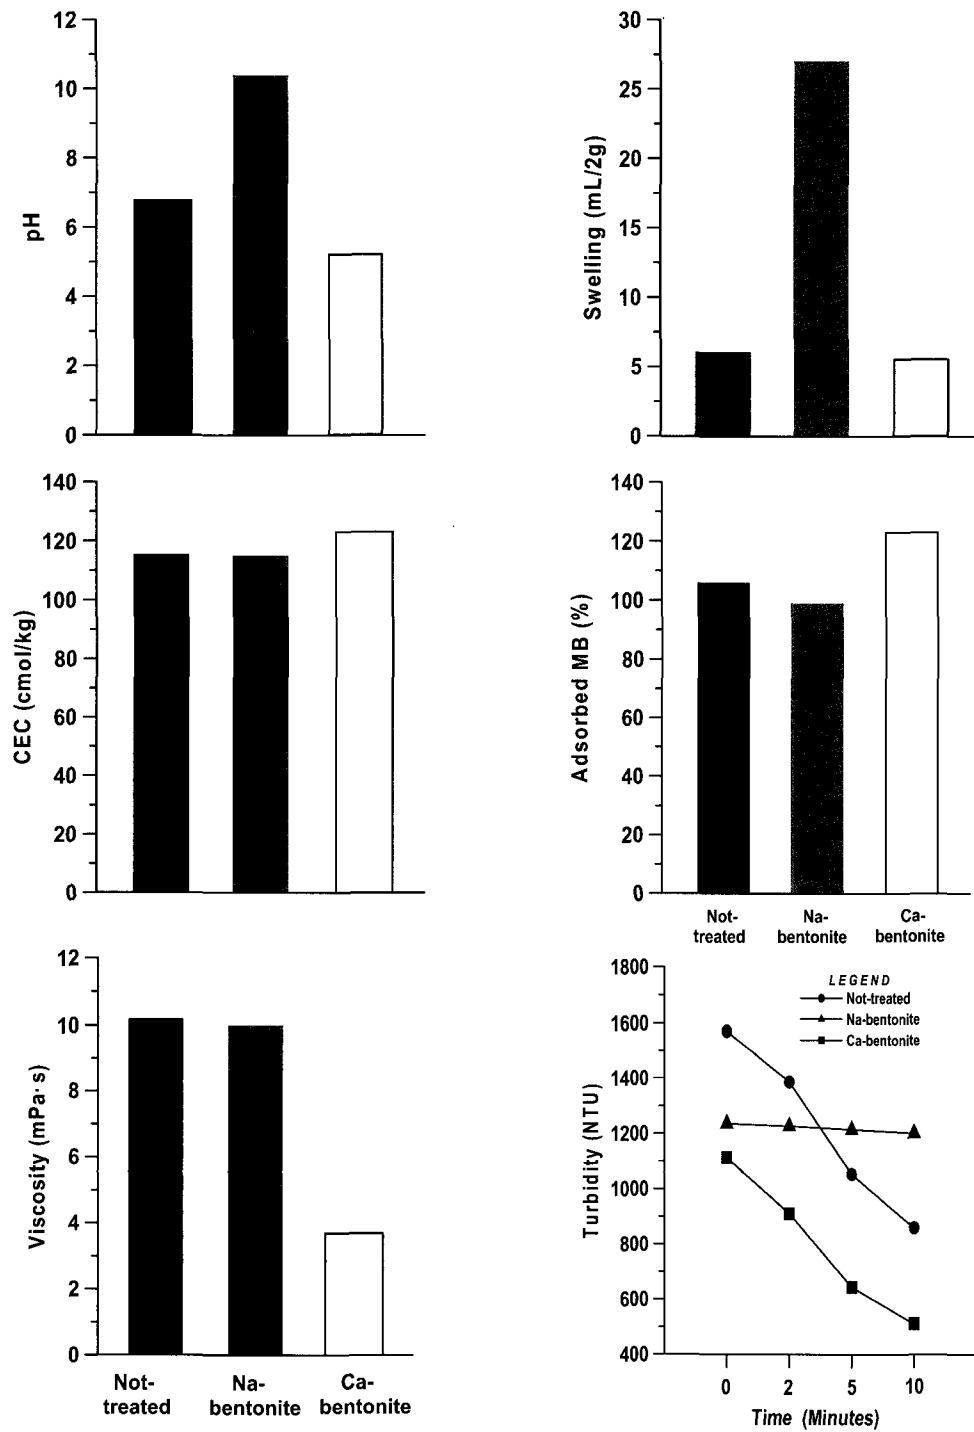 12
10
8
6
4
2
0
pH
30
25
20
15
10
5
0
Swelling (mL/2g)
140
120
100
80
60
40
20
0
CEC (cmol/kg)
140
120
100
80
60
40
20
0
Adsorbed MB (%)
Not-
treated
Na-
bentonite
Ca-
bentonite
12
10
8
6
4
2
0
Viscosity (mPa·s)
Not-
treated
Na-
bentonite
Ca-
bentonite
1800
1600
1400
1200
1000
800
600
400
Turbidity (NTU)
LEGEND
Not-treated
Na-bentonite
Ca-bentonite
0 2 5 10
Time (Minutes)